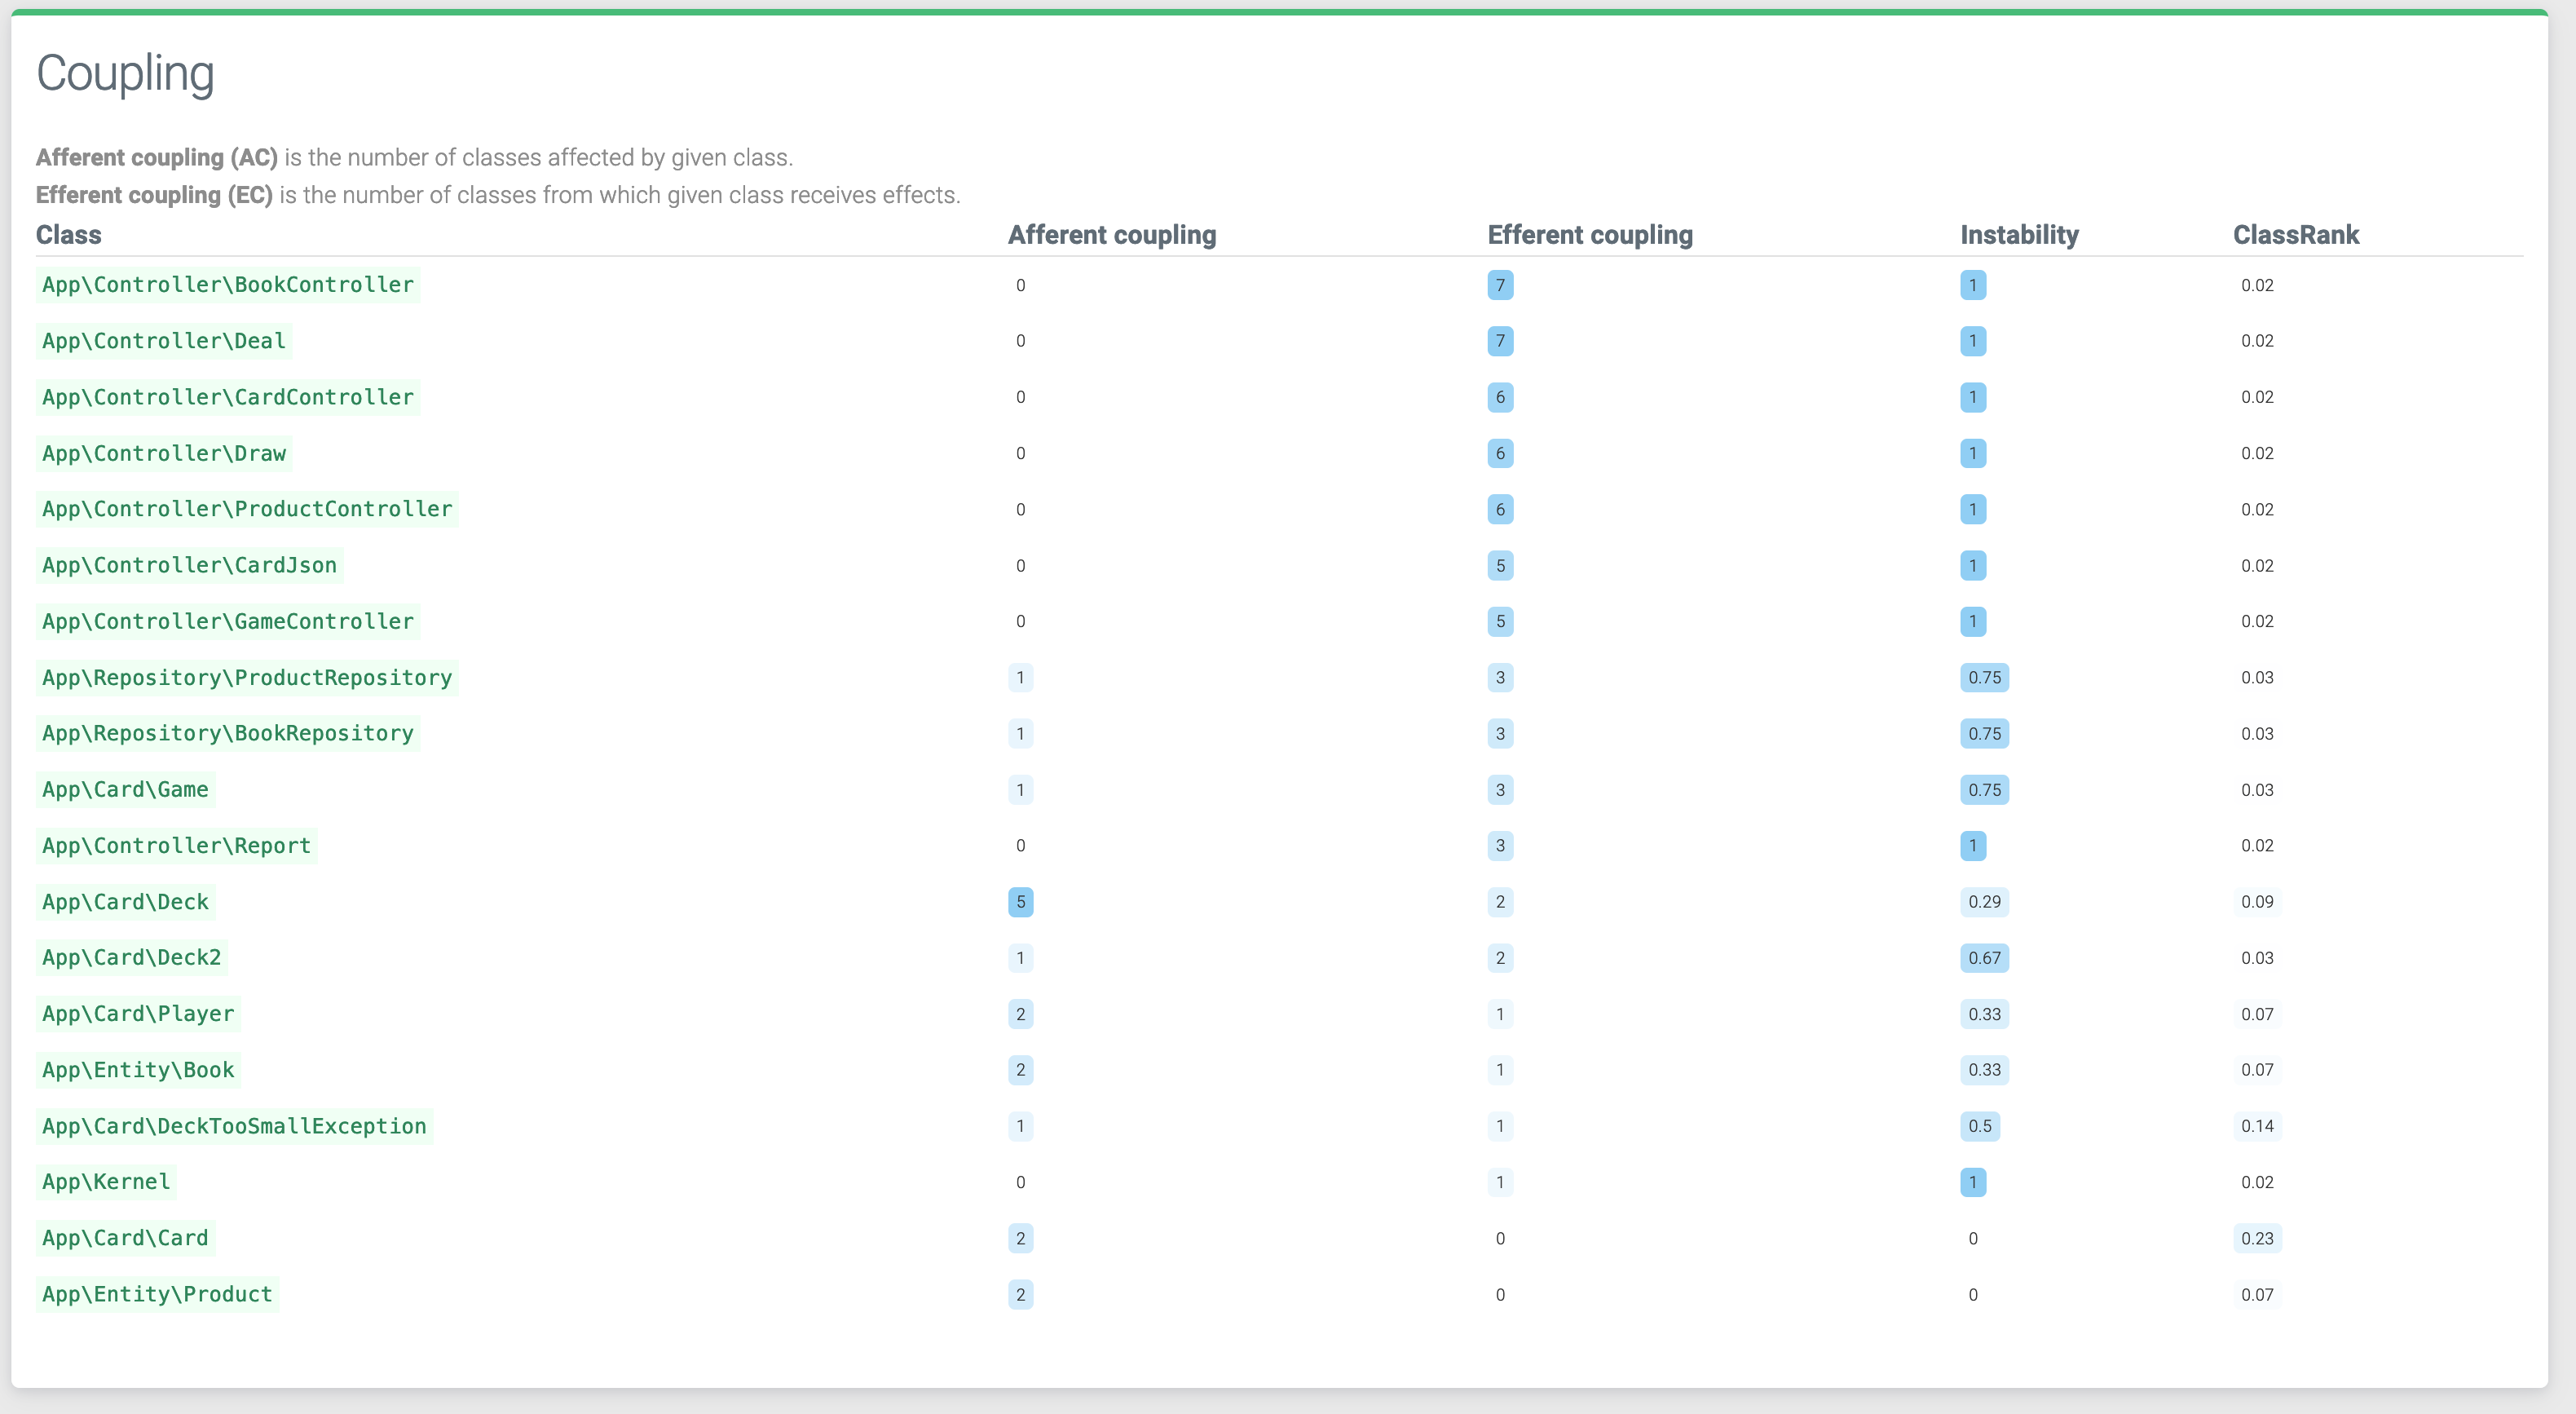 Coupling
Afferent coupling (AC) is the number of classes affected by given class.
Efferent coupling (EC) is the number of classes from which given class receives effects.
Class Afferent coupling Efferent coupling Instability ClassRank
App\Controller\BookController 0 7 1 0.02
App\Controller\Deal 0 7 1 0.02
App\Controller\CardController 0 6 1 0.02
App\Controller\Draw 0 6 1 0.02
App\Controller\ProductController 0 6 1 0.02
App\Controller\CardJson 0 5 1 0.02
App\Controller\GameController 0 5 1 0.02
App\Repository\ProductRepository 1 3 0.75 0.03
App\Repository\BookRepository 1 3 0.75 0.03
App\Card\Game 1 3 0.75 0.03
App\Controller\Report 0 3 1 0.02
App\Card\Deck 5 2 0.29 0.09
App\Card\Deck2 1 2 0.67 0.03
App\Card\Player 2 1 0.33 0.07
App\Entity\Book 2 1 0.33 0.07
App\Card\DeckTooSmallException 1 1 0.5 0.14
App\Kernel 0 1 1 0.02
App\Card\Card 2 0 0 0.23
App\Entity\Product 2 0 0 0.07